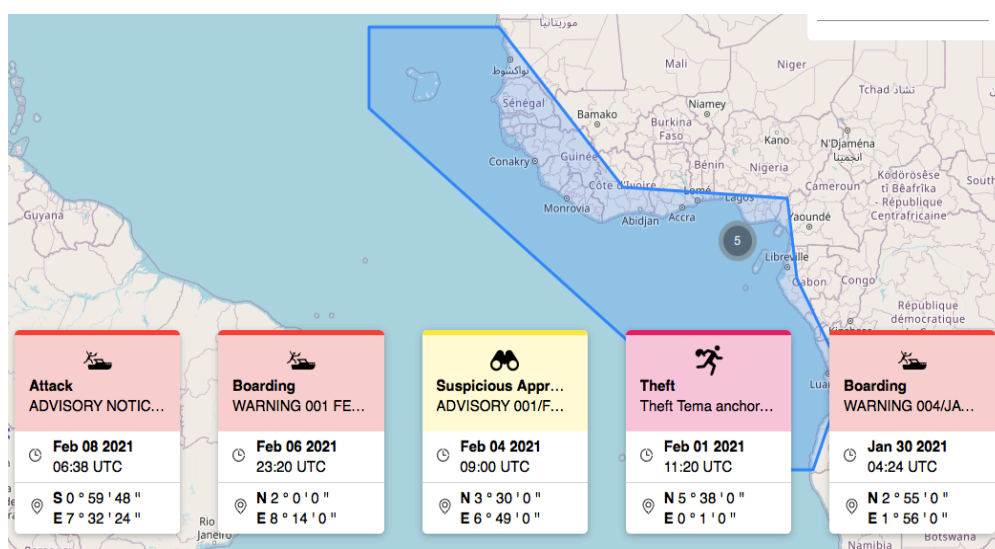 موريتانيا
Mali
Niger
Tchad تشاد
نواكشوط
Sénégal
Bamako
Niamey
Burkina
Faso
Kano
N'Djaména
انجمينا
Conakry
Guinée
Bénin
Nigeria
Côte d'Ivoire
Lomé
Lagos
Cameroun
Ködörösêse
tî Bêafrîka
- République
Centrafricaine
South
Guyana
Monrovia
Abidjan
Accra
Yaoundé
5
Libreville
Gabon
Congo
République
démocratique
Attack
ADVISORY NOTIC...
Feb 08 2021
06:38 UTC
S 0 ° 59 ' 48 "
E 7 ° 32 ' 24 "
Boarding
WARNING 001 FE...
Feb 06 2021
23:20 UTC
N 2 ° 0 ' 0 "
E 8 ° 14 ' 0 "
Suspicious Appr...
ADVISORY 001/F...
Feb 04 2021
09:00 UTC
N 3 ° 30 ' 0 "
E 6 ° 49 ' 0 "
Theft
Theft Tema anchor...
Feb 01 2021
11:20 UTC
N 5 ° 38 ' 0 "
E 0 ° 1 ' 0 "
Boarding
WARNING 004/JA...
Jan 30 2021
04:24 UTC
N 2 ° 55 ' 0 "
E 1 ° 56 ' 0 "
Rio
Janeiro
Namibia
Botswana